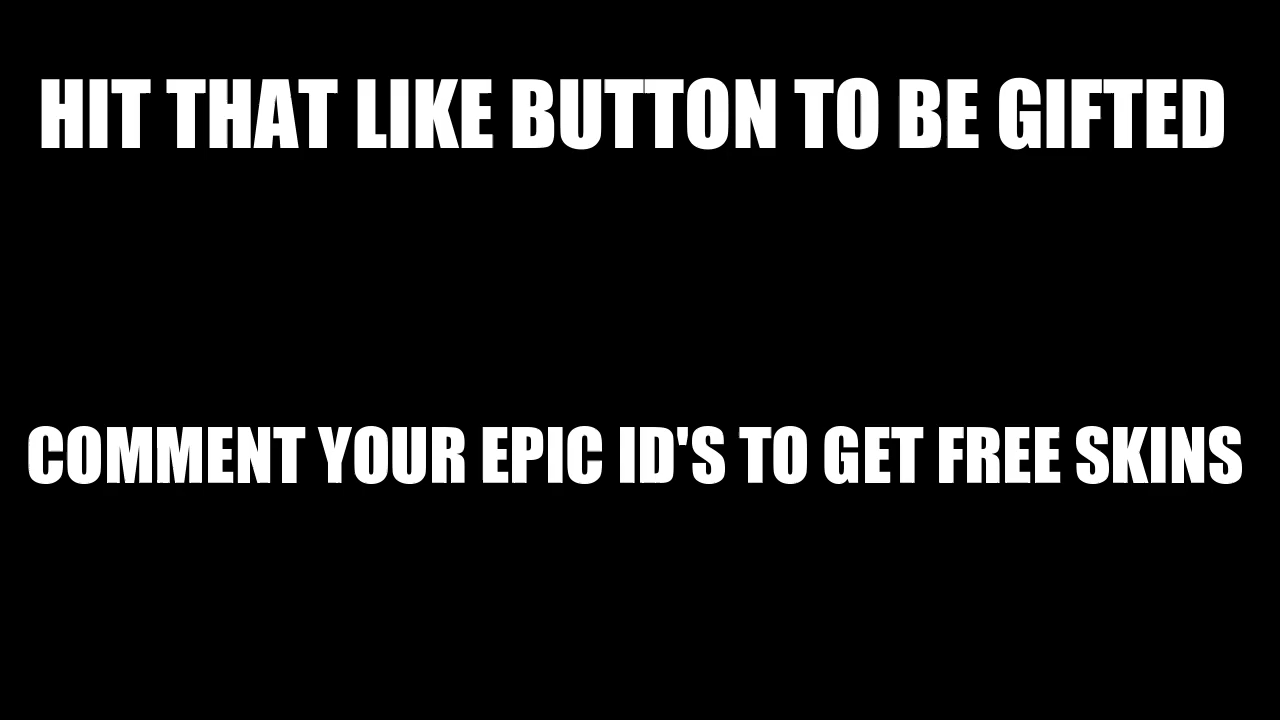 HIT THAT LIKE BUTTON TO BE GIFTED
COMMENT YOUR EPIC ID'S TO GET FREE SKINS